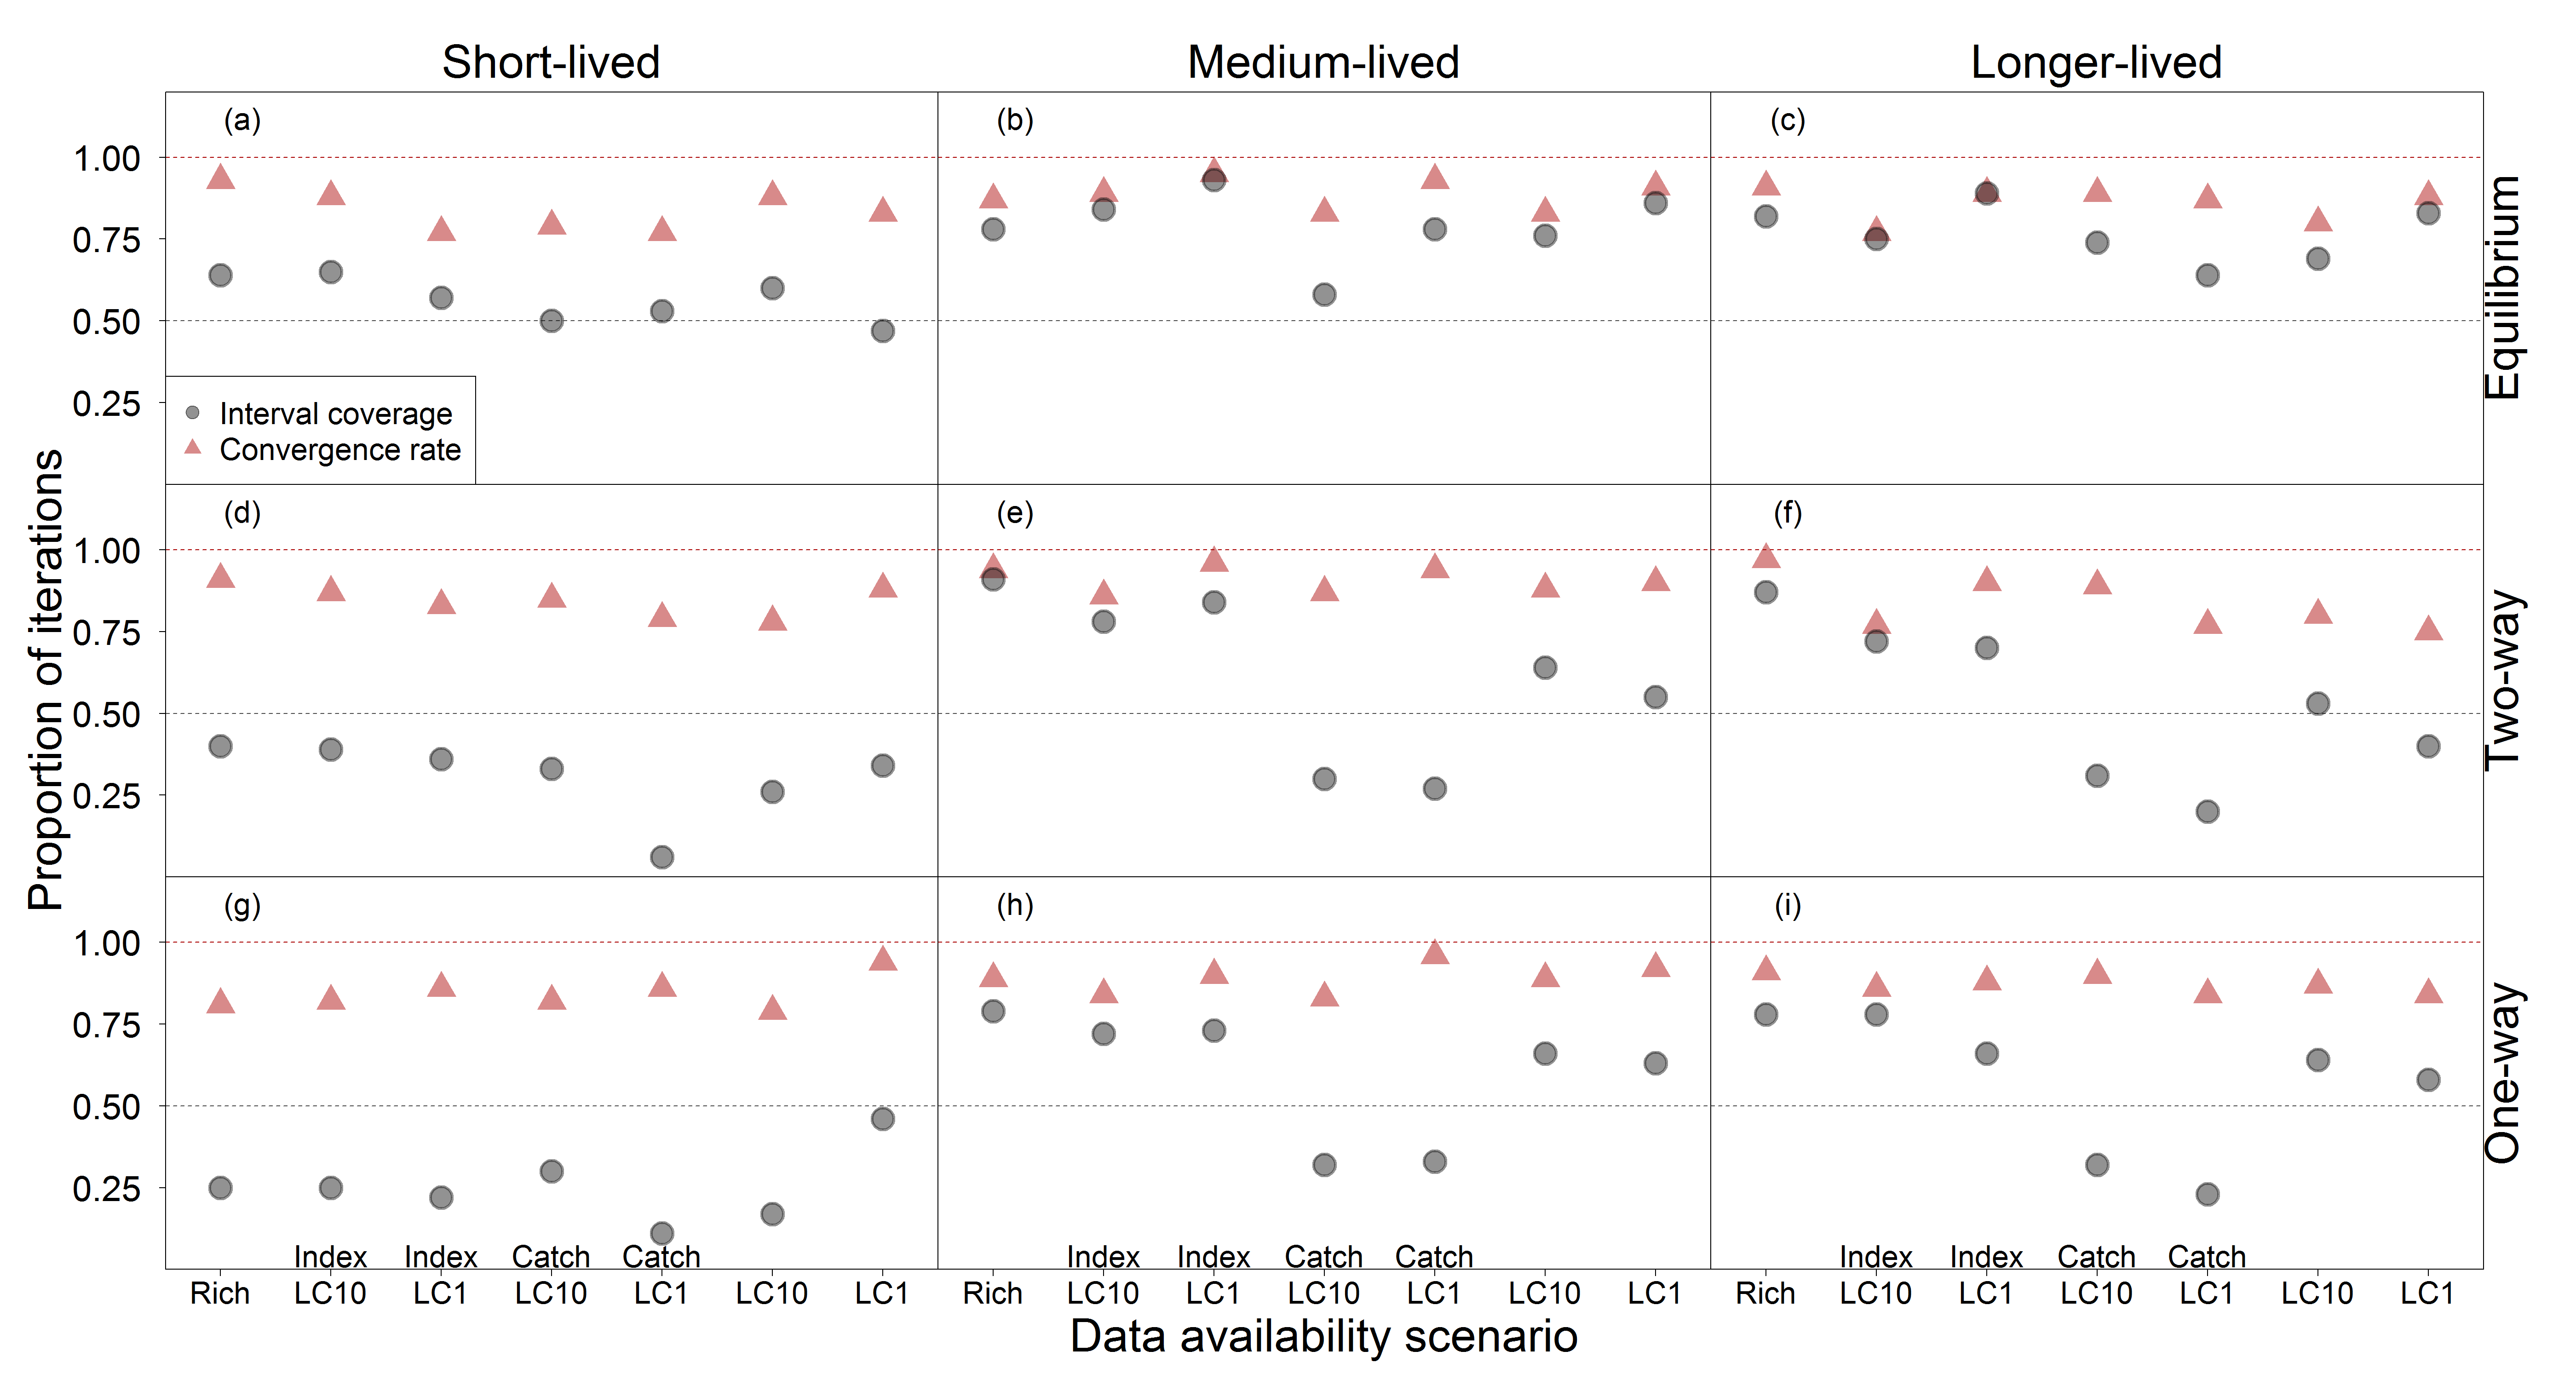 Short-lived Medium-lived Longer-lived
(a) (b) (c)
1.00
0.75
0.50
0.25
Interval coverage
Convergence rate
Equilibrium
(d) (e) (f)
1.00
0.75
0.50
0.25
Two-way
Proportion of iterations
(g) (h) (i)
1.00
0.75
0.50
0.25
One-way
Index Index Catch Catch Index Index Catch Catch Index Index Catch Catch
Rich LC10 LC1 LC10 LC1 LC10 LC1 Rich LC10 LC1 LC10 LC1 LC10 LC1 Rich LC10 LC1 LC10 LC1 LC10 LC1
Data availability scenario